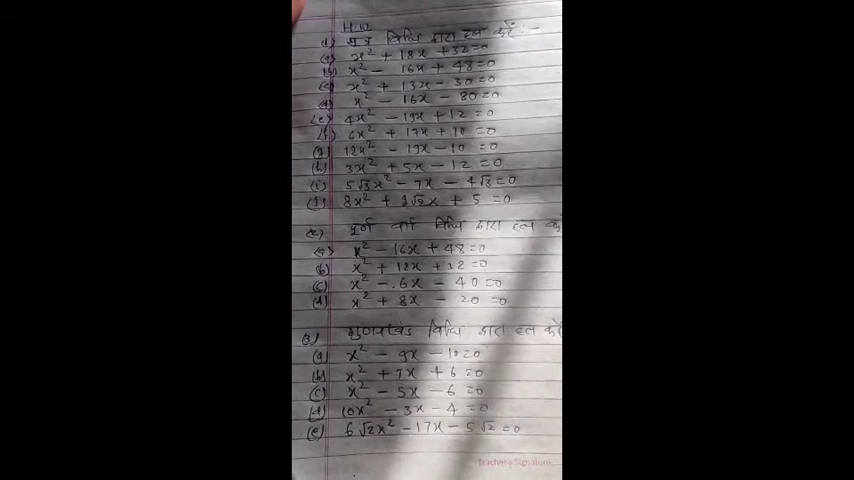 H.W
(1) सूत्र विधि द्वारा हल करें :-
(a) x² + 18x + 32 = 0
(b) x² - 16x + 48 = 0
(c) x² + 13x - 30 = 0
(d) x² - 16x - 80 = 0
(e) 4x² - 19x + 12 = 0
(f) 6x² + 17x + 10 = 0
(g) 12x² - 19x - 10 = 0
(h) 3x² + 5x - 12 = 0
(i) 5√3x² - 7x - 4√3 = 0
(j) 8x² + 9√2x + 5 = 0
(2) पूर्ण वर्ग विधि द्वारा हल करें
(a) x² - 16x + 48 = 0
(b) x² + 12x + 32 = 0
(c) x² - 6x - 40 = 0
(d) x² + 8x - 20 = 0
(3) गुणनखंड विधि द्वारा हल करें
(a) x² - 9x - 10 = 0
(b) x² + 7x + 6 = 0
(c) x² - 5x - 6 = 0
(d) 10x² - 3x - 4 = 0
(e) 6√2x² - 17x - 5√2 = 0
Teacher's Signature